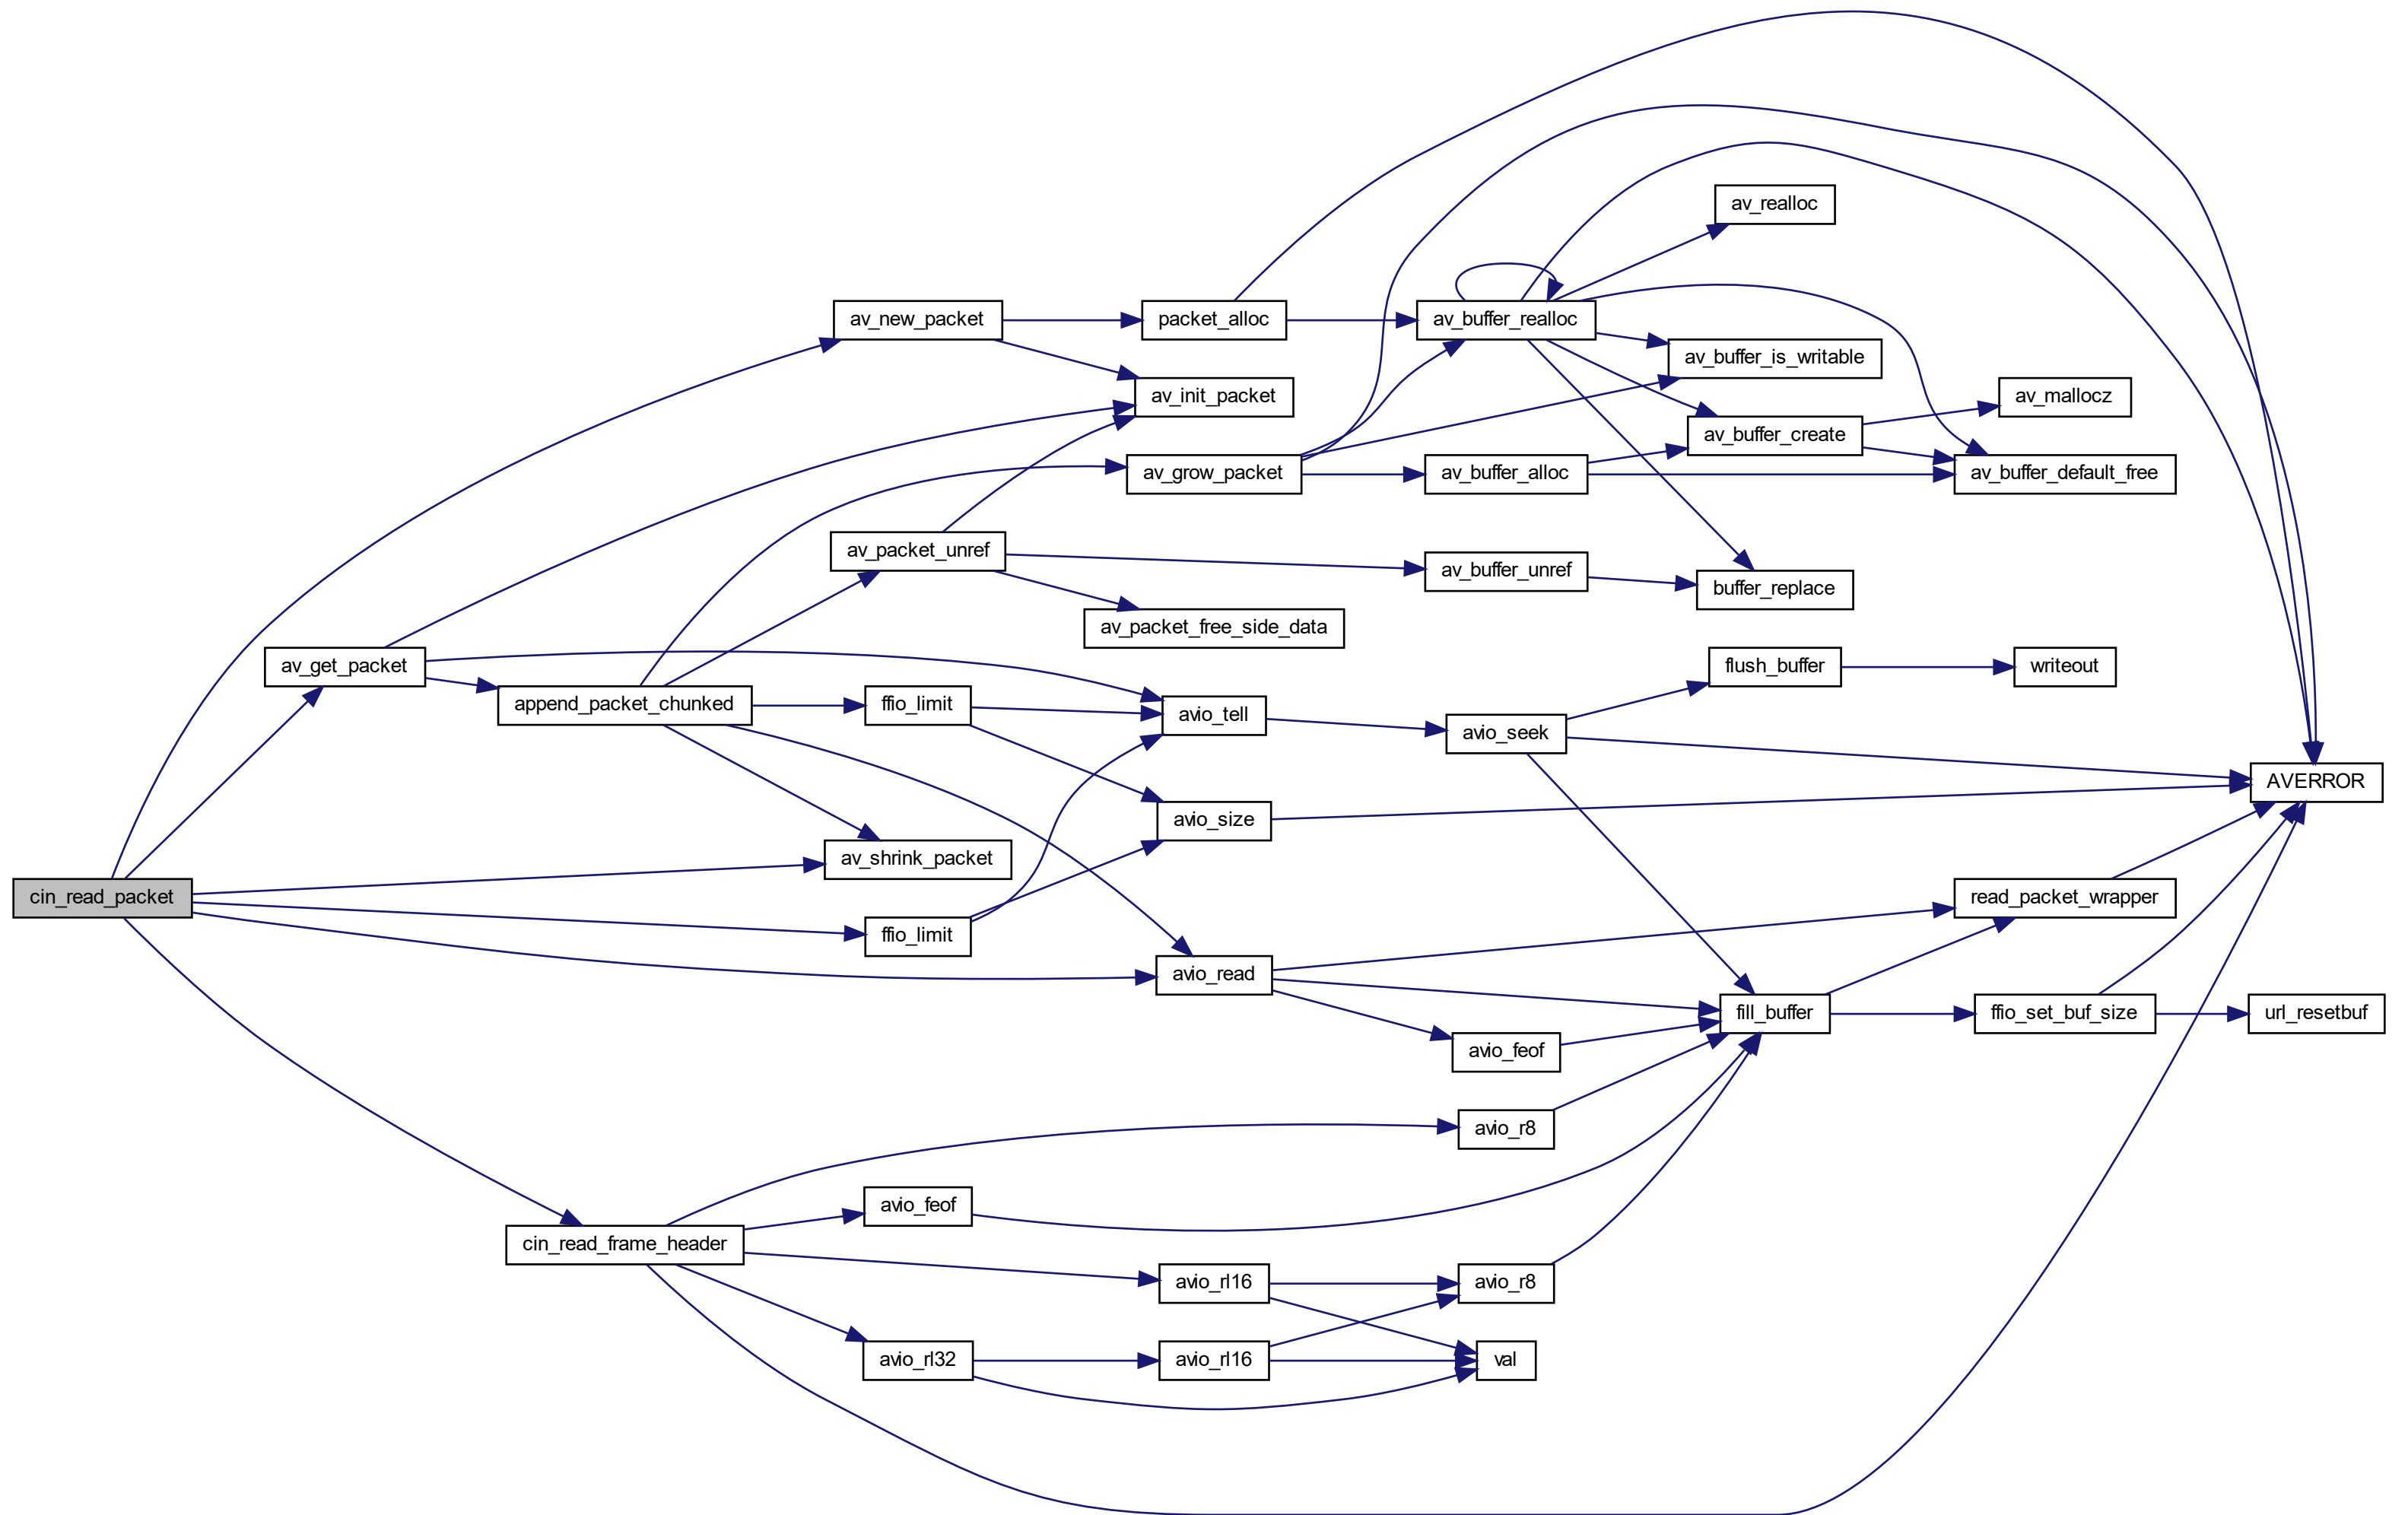 av_realloc
av_new_packet
packet_alloc
av_buffer_realloc
av_buffer_is_writable
av_init_packet
av_mallocz
av_buffer_create
av_grow_packet
av_buffer_alloc
av_buffer_default_free
av_packet_unref
av_buffer_unref
buffer_replace
av_packet_free_side_data
av_get_packet
flush_buffer
writeout
append_packet_chunked
ffio_limit
avio_tell
avio_seek
AVERROR
avio_size
av_shrink_packet
cin_read_packet
read_packet_wrapper
ffio_limit
avio_read
fill_buffer
ffio_set_buf_size
url_resetbuf
avio_feof
avio_r8
avio_feof
cin_read_frame_header
avio_rl16
avio_r8
avio_rl32
avio_rl16
val